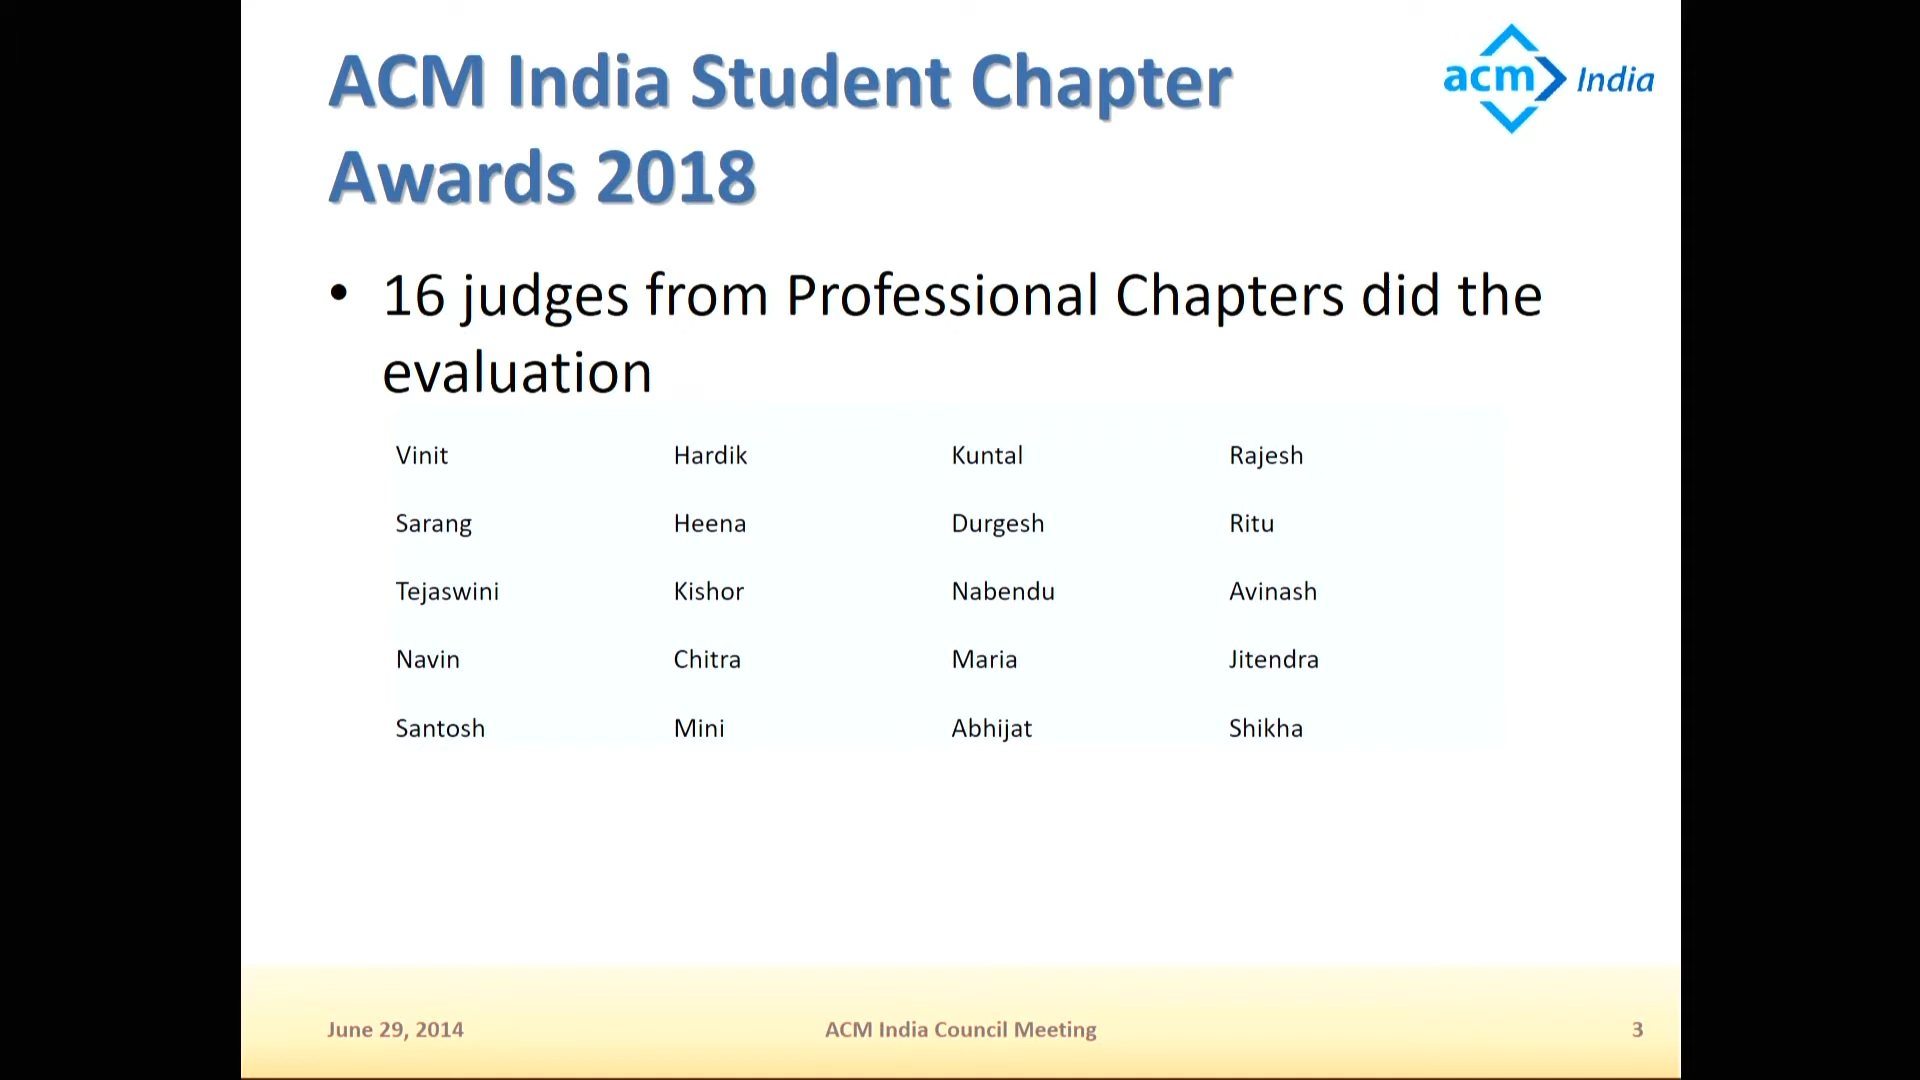 ACM India Student Chapter
Awards 2018
acm India
• 16 judges from Professional Chapters did the
evaluation
Vinit Hardik Kuntal Rajesh
Sarang Heena Durgesh Ritu
Tejaswini Kishor Nabendu Avinash
Navin Chitra Maria Jitendra
Santosh Mini Abhijat Shikha
June 29, 2014 ACM India Council Meeting 3